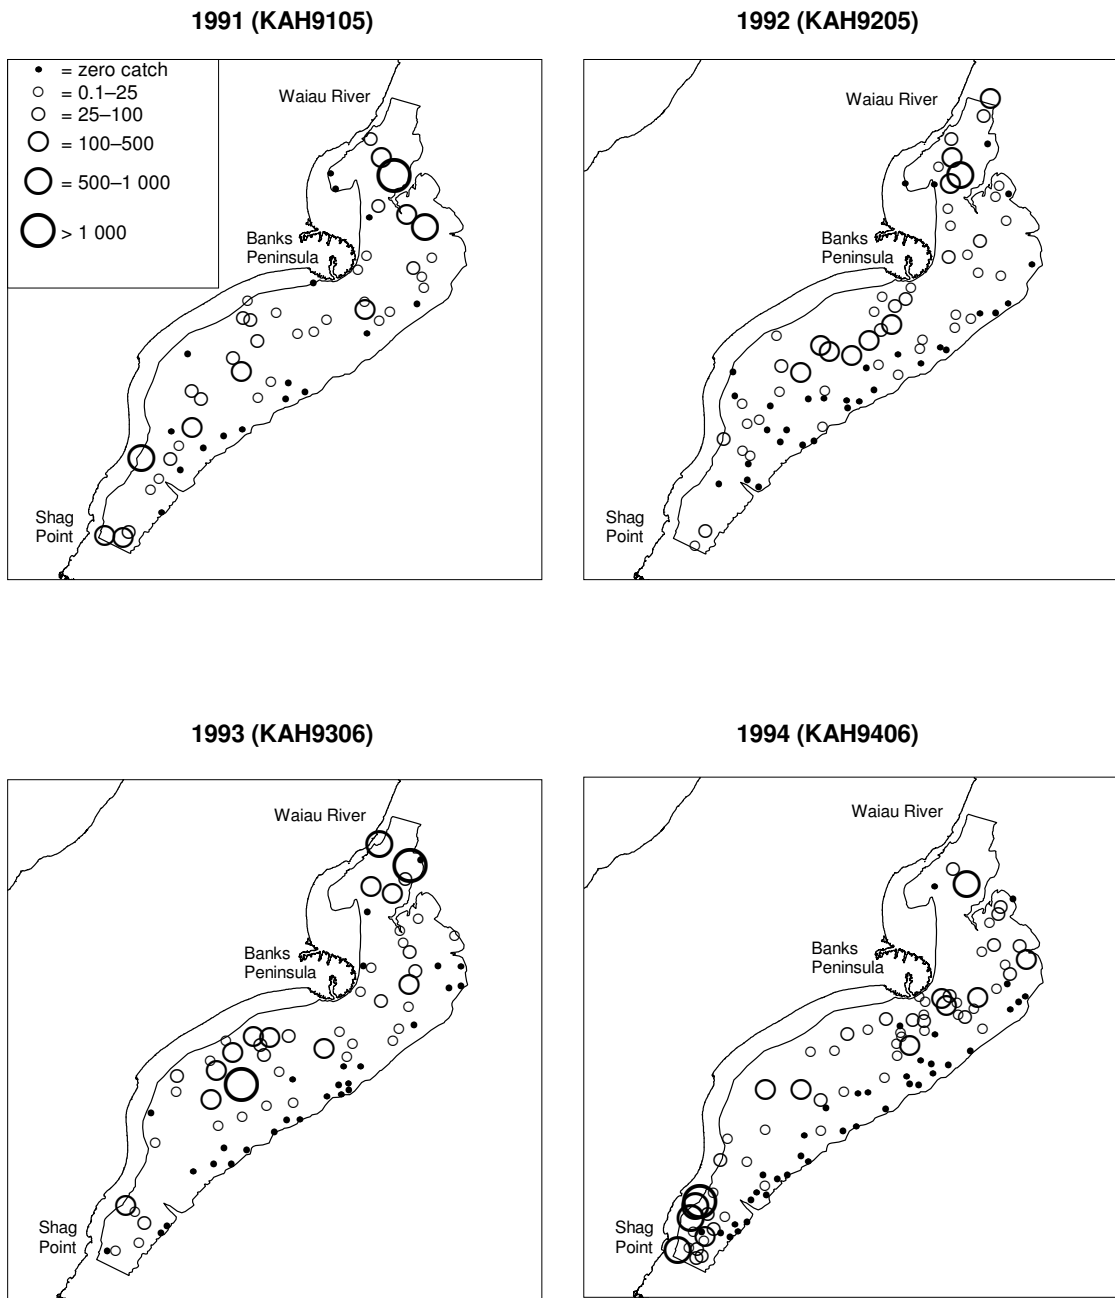 1991 (KAH9105)
1992 (KAH9205)
= zero catch
= 0.1–25
= 25–100
= 100–500
= 500–1 000
> 1 000
Waiau River
Banks
Peninsula
Shag
Point
Waiau River
Banks
Peninsula
Shag
Point
1993 (KAH9306)
1994 (KAH9406)
Waiau River
Banks
Peninsula
Shag
Point
Waiau River
Banks
Peninsula
Shag
Point